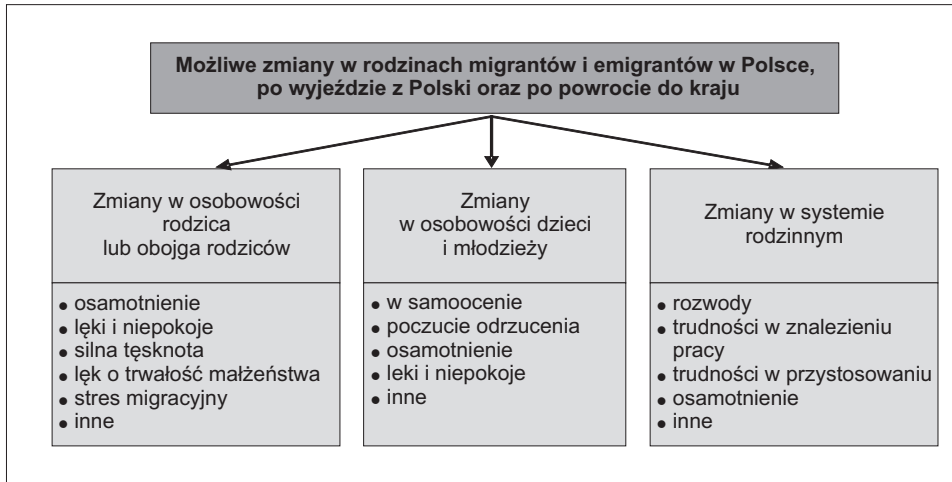 Możliwe zmiany w rodzinach migrantów i emigrantów w Polsce,
po wyjeździe z Polski oraz po powrocie do kraju
Zmiany w osobowości
rodzica
lub obojga rodziców
• osamotnienie
• lęki i niepokoje
• silna tęsknota
• lęk o trwałość małżeństwa
• stres migracyjny
• inne
Zmiany
w osobowości dzieci
i młodzieży
• w samoocenie
• poczucie odrzucenia
• osamotnienie
• leki i niepokoje
• inne
Zmiany w systemie
rodzinnym
• rozwody
• trudności w znalezieniu
pracy
• trudności w przystosowaniu
• osamotnienie
• inne